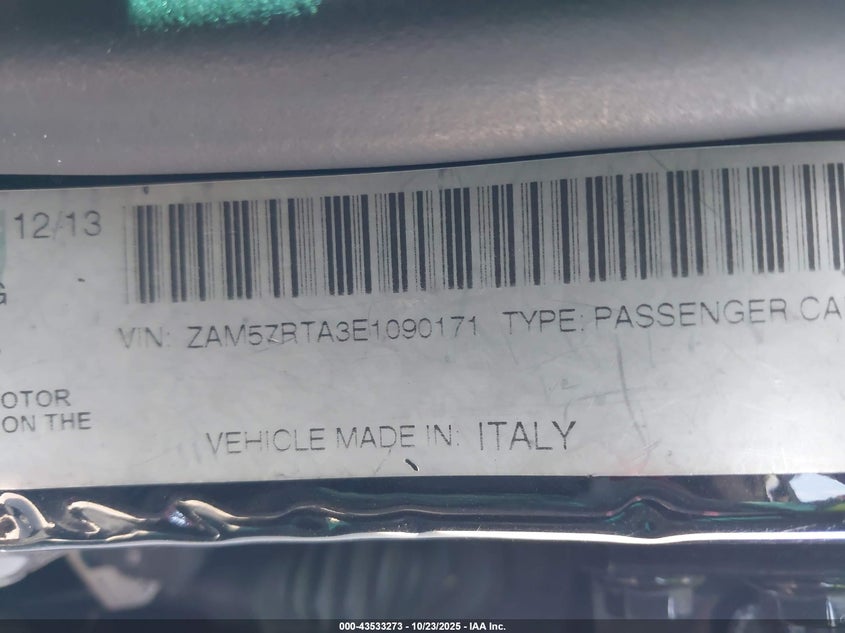 12/13
G
VIN: ZAM57RTA3E1090171 TYPE: PASSENGER CA
OTOR
ON THE
VEHICLE MADE IN: ITALY
000-43533273 - 10/23/2025 - IAA Inc.